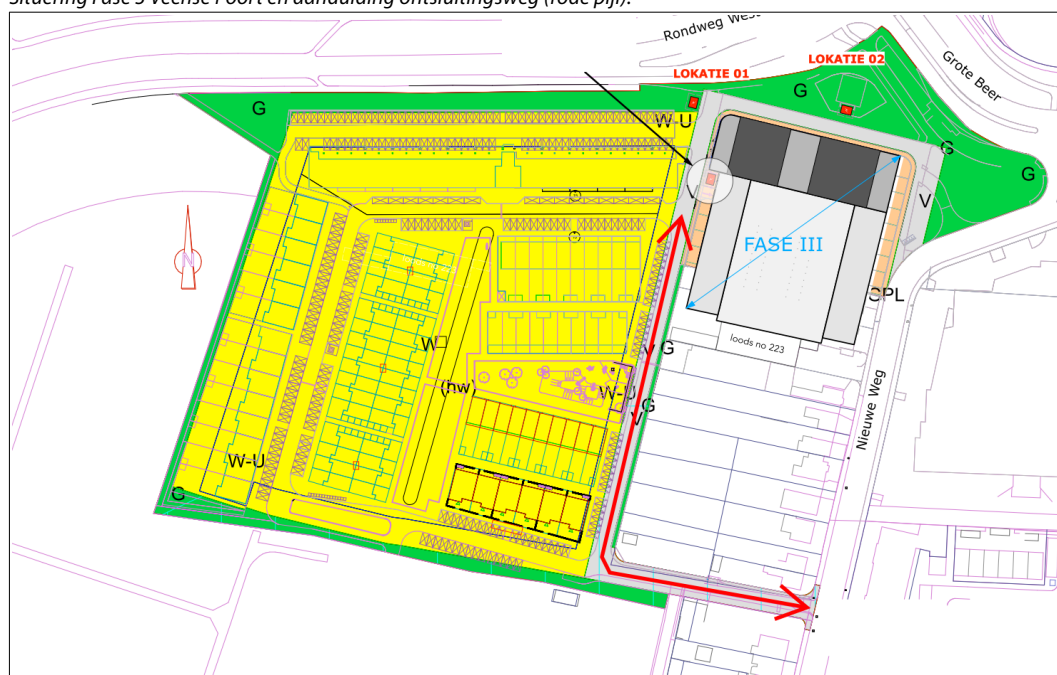 Situering Fase 3 Veense Poort en aanduiding ontsluitingsweg (rode pijl).
Rondweg West
Grote Beer
LOKATIE 01
LOKATIE 02
G
G
W-U
G
G
V
V
FASE III
SPL
loods no 223
W
V G
(hw)
W-U
G
V
Nieuwe Weg
W-U
G